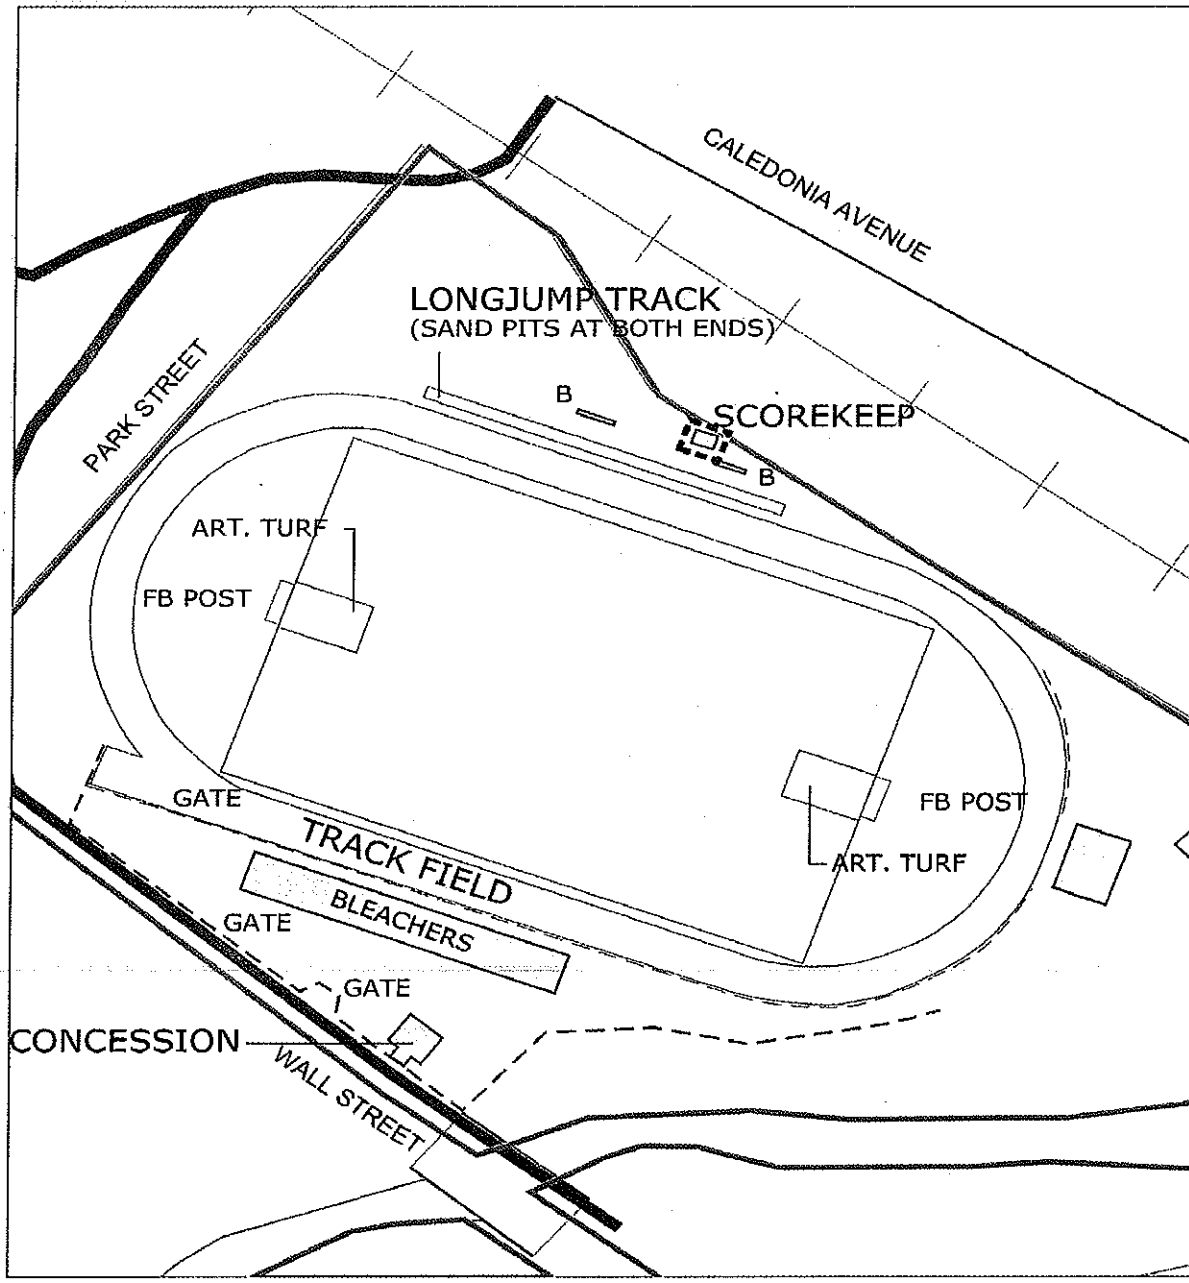 CALEDONIA AVENUE
LONGJUMP TRACK
(SAND PITS AT BOTH ENDS)
PARK STREET
B
SCOREKEEP
B
ART. TURF
FB POST
GATE
FB POST
TRACK FIELD
ART. TURF
BLEACHERS
GATE
GATE
CONCESSION
WALL STREET